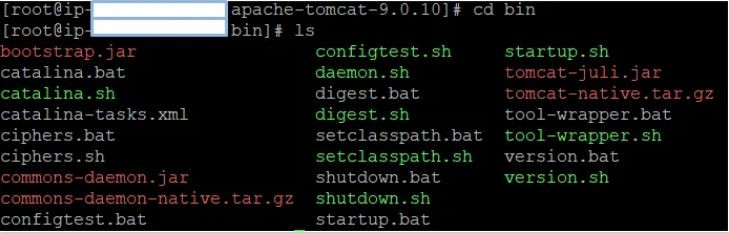 [root@ip- apache-tomcat-9.0.10]# cd bin
[root@ip- bin]# ls
bootstrap.jar configtest.sh startup.sh
catalina.bat daemon.sh tomcat-juli.jar
catalina.sh digest.bat tomcat-native.tar.gz
catalina-tasks.xml digest.sh tool-wrapper.bat
ciphers.bat setclasspath.bat tool-wrapper.sh
ciphers.sh setclasspath.sh version.bat
commons-daemon.jar shutdown.bat version.sh
commons-daemon-native.tar.gz shutdown.sh
configtest.bat startup.bat